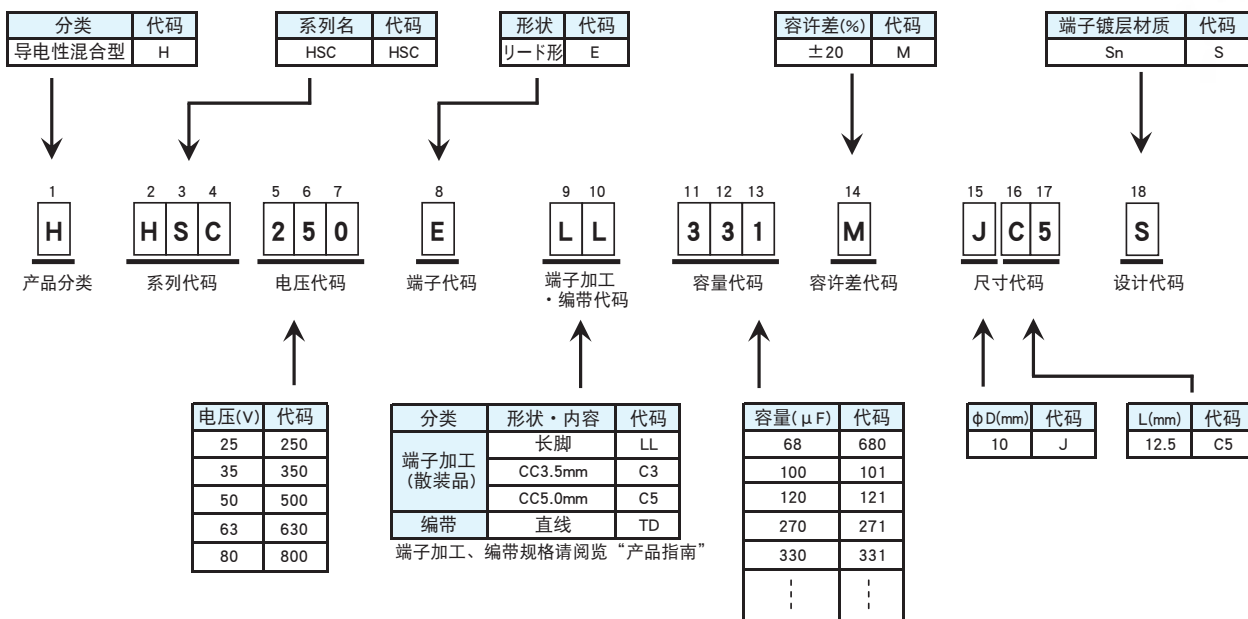 分类 代码
导电性混合型 H
系列名 代码
HSC HSC
形状 代码
リード形 E
容许差(%) 代码
±20 M
端子镀层材质 代码
Sn S
1 2 3 4 5 6 7 8 9 10 11 12 13 14 15 16 17 18
H H S C 2 5 0 E L L 3 3 1 M J C 5 S
产品分类 系列代码 电压代码 端子代码 端子加工 容量代码 容许差代码 尺寸代码 设计代码
・编带代码
电压(V) 代码
25 250
35 350
50 500
63 630
80 800
分类 形状・内容 代码
端子加工
(散装品)
长脚 LL
CC3.5mm C3
CC5.0mm C5
编带 直线 TD
端子加工、编带规格请阅览“产品指南”
容量(μF) 代码
68 680
100 101
120 121
270 271
330 331
φD(mm) 代码
10 J
L(mm) 代码
12.5 C5